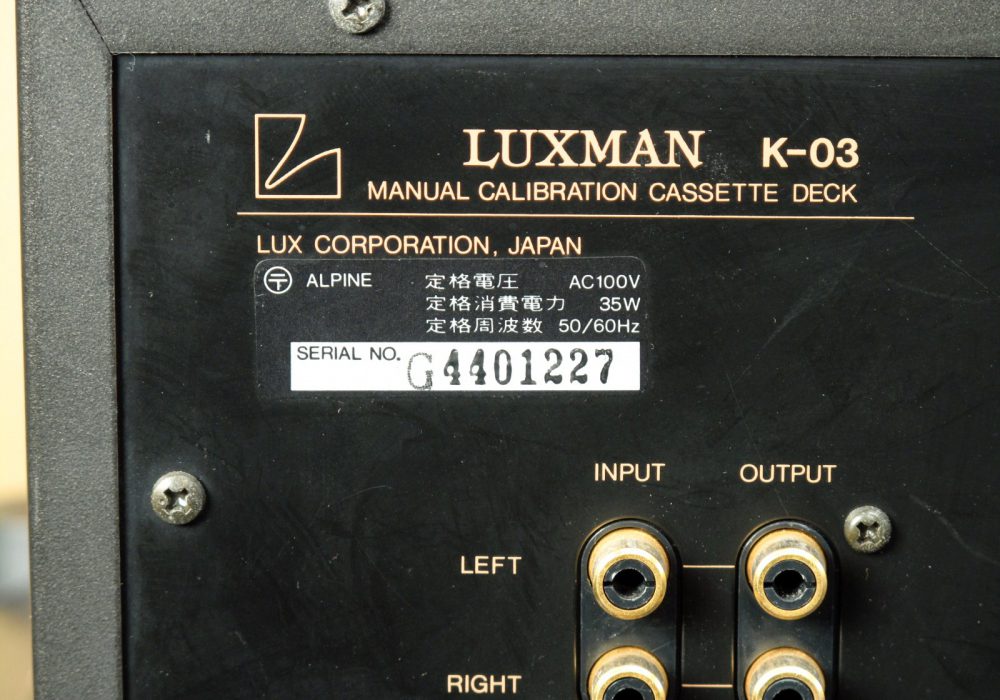 LUXMAN K-03
MANUAL CALIBRATION CASSETTE DECK
LUX CORPORATION, JAPAN
ALPINE 定格電圧 AC100V
定格消費電力 35W
定格周波数 50/60Hz
SERIAL NO. G4401227
INPUT OUTPUT
LEFT
RIGHT